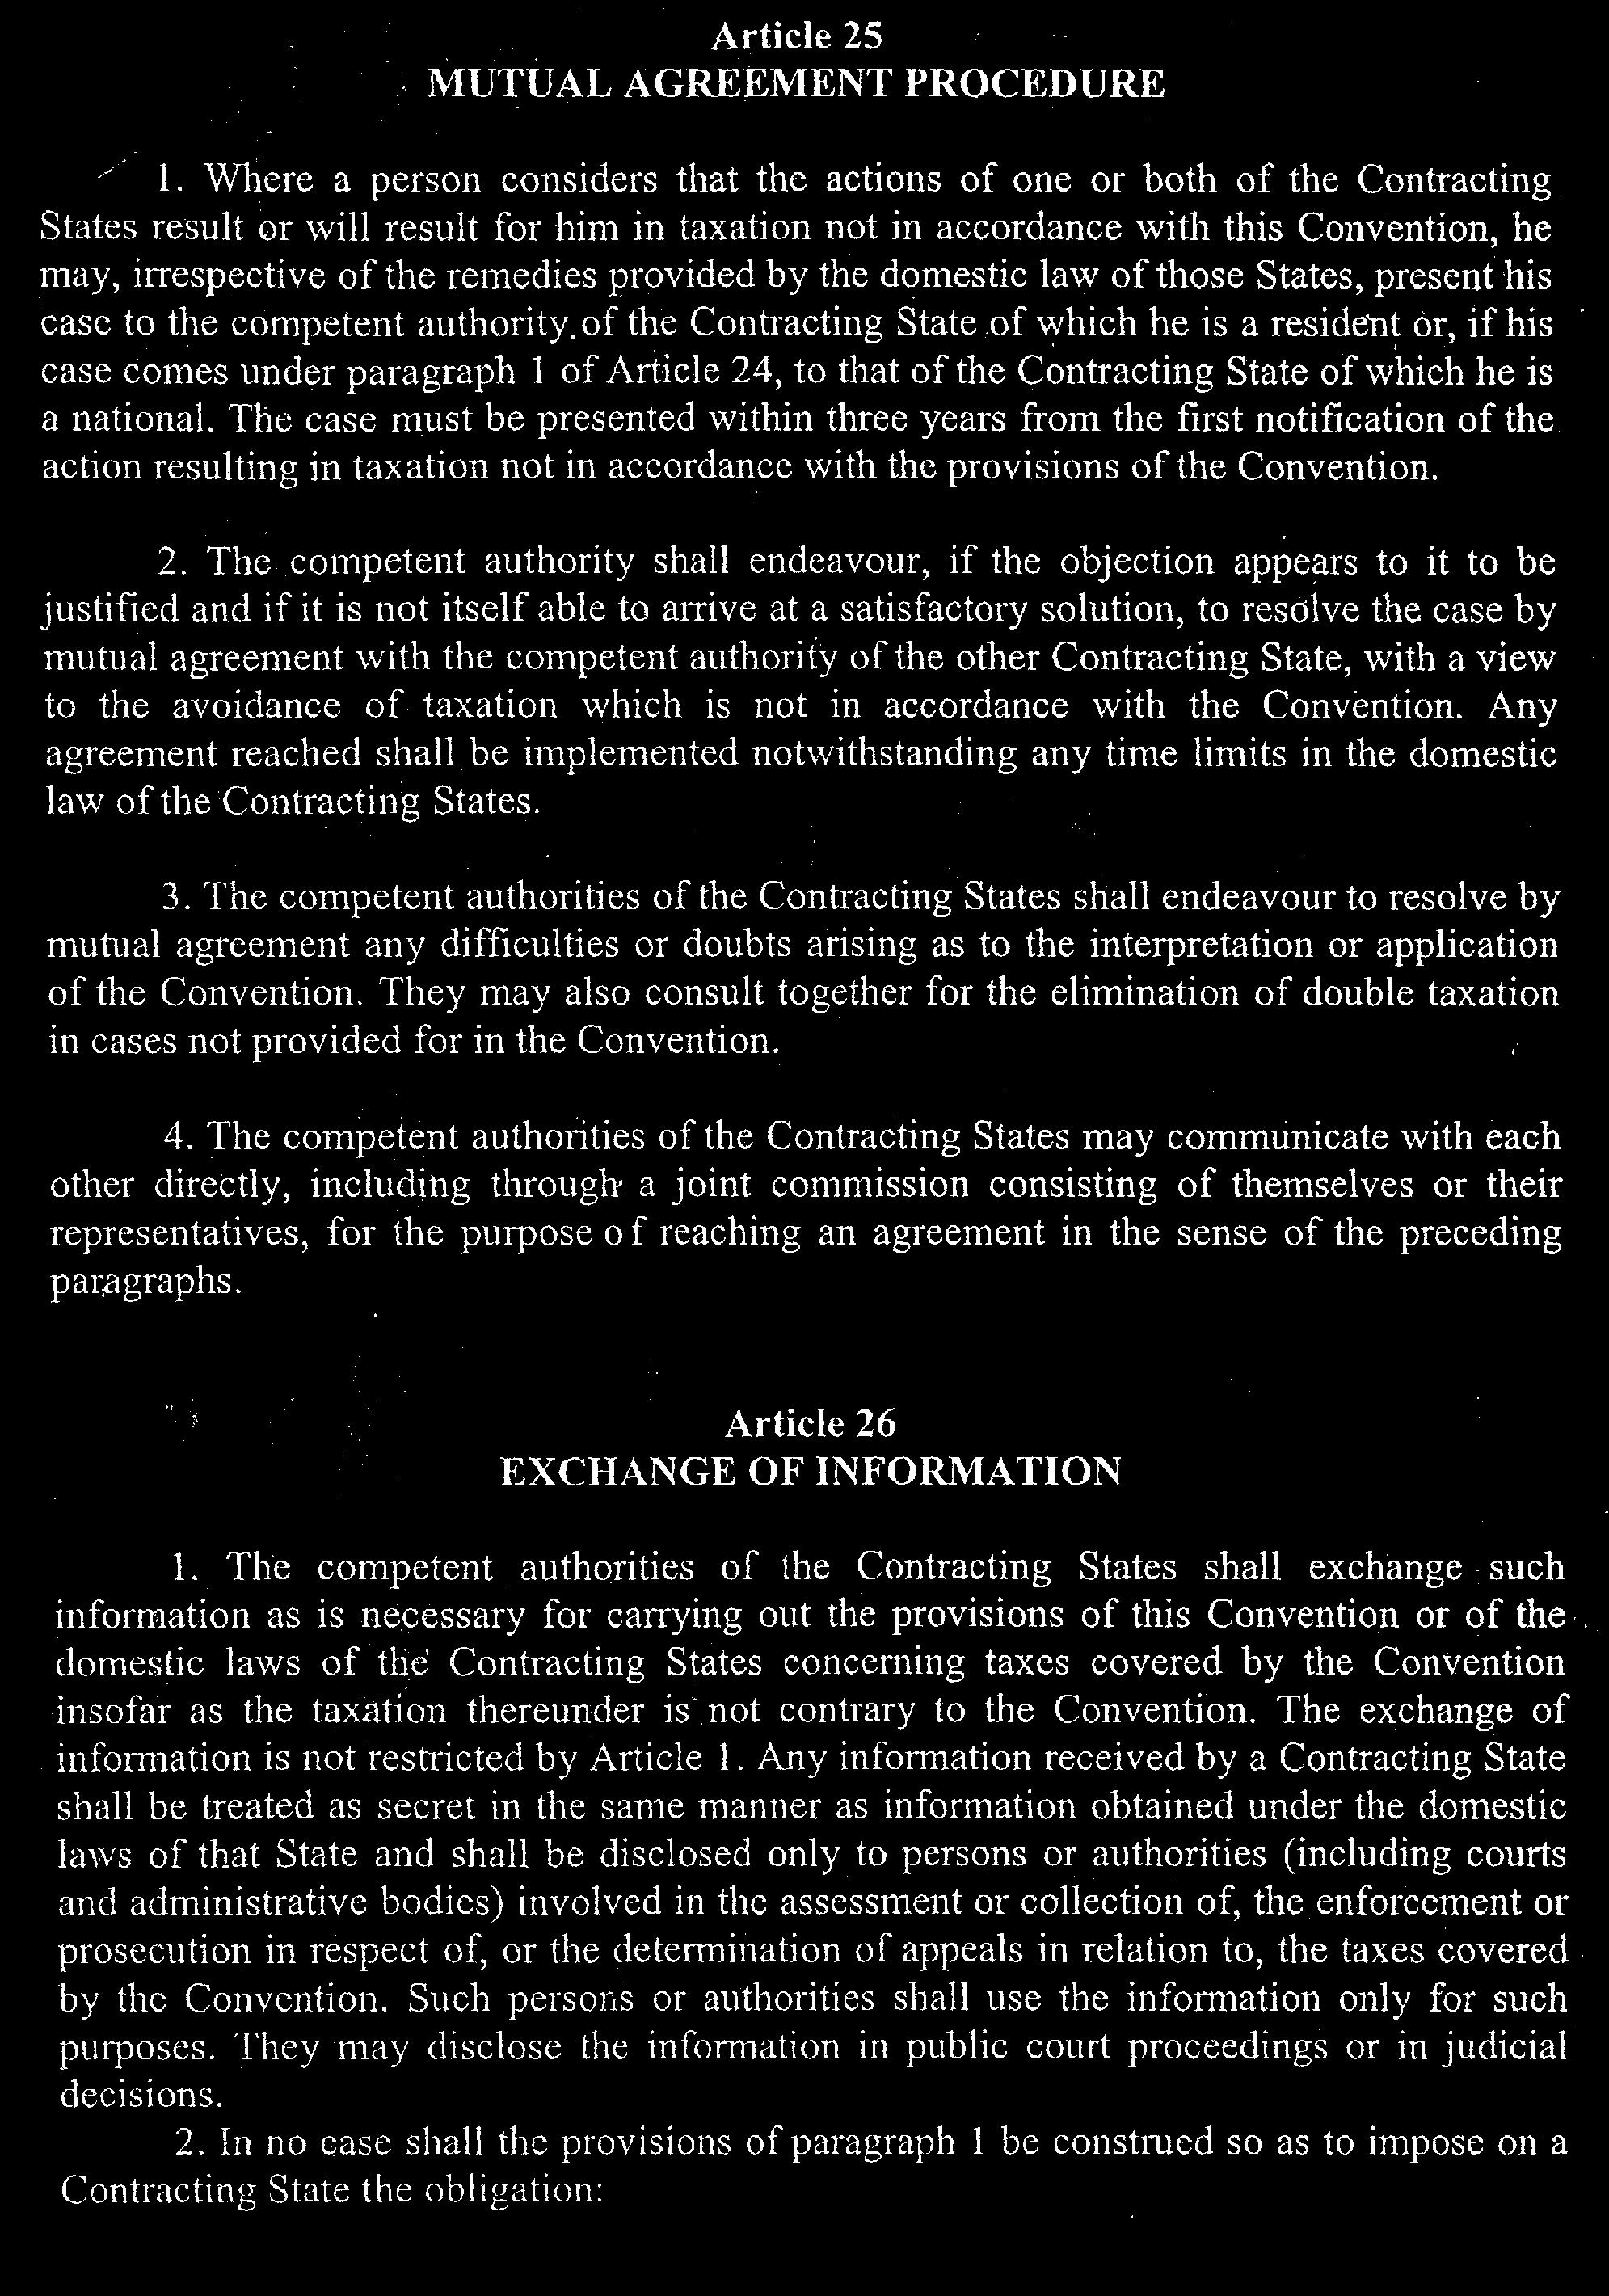 Article 25
MUTUAL AGREEMENT PROCEDURE
1. Where a person considers that the actions of one or both of the Contracting
States result or will result for him in taxation not in accordance with this Convention, he
may, irrespective of the remedies provided by the domestic law of those States, present his
case to the competent authority of the Contracting State of which he is a resident or, if his
case comes under paragraph 1 of Article 24, to that of the Contracting State of which he is
a national. The case must be presented within three years from the first notification of the
action resulting in taxation not in accordance with the provisions of the Convention.
2. The competent authority shall endeavour, if the objection appears to it to be
justified and if it is not itself able to arrive at a satisfactory solution, to resolve the case by
mutual agreement with the competent authority of the other Contracting State, with a view
to the avoidance of taxation which is not in accordance with the Convention. Any
agreement reached shall be implemented notwithstanding any time limits in the domestic
law of the Contracting States.
3. The competent authorities of the Contracting States shall endeavour to resolve by
mutual agreement any difficulties or doubts arising as to the interpretation or application
of the Convention. They may also consult together for the elimination of double taxation
in cases not provided for in the Convention.
4. The competent authorities of the Contracting States may communicate with each
other directly, including through a joint commission consisting of themselves or their
representatives, for the purpose of reaching an agreement in the sense of the preceding
paragraphs.
Article 26
EXCHANGE OF INFORMATION
1. The competent authorities of the Contracting States shall exchange such
information as is necessary for carrying out the provisions of this Convention or of the
domestic laws of the Contracting States concerning taxes covered by the Convention
insofar as the taxation thereunder is not contrary to the Convention. The exchange of
information is not restricted by Article 1. Any information received by a Contracting State
shall be treated as secret in the same manner as information obtained under the domestic
laws of that State and shall be disclosed only to persons or authorities (including courts
and administrative bodies) involved in the assessment or collection of, the enforcement or
prosecution in respect of, or the determination of appeals in relation to, the taxes covered
by the Convention. Such persons or authorities shall use the information only for such
purposes. They may disclose the information in public court proceedings or in judicial
decisions.
2. In no case shall the provisions of paragraph 1 be construed so as to impose on a
Contracting State the obligation: